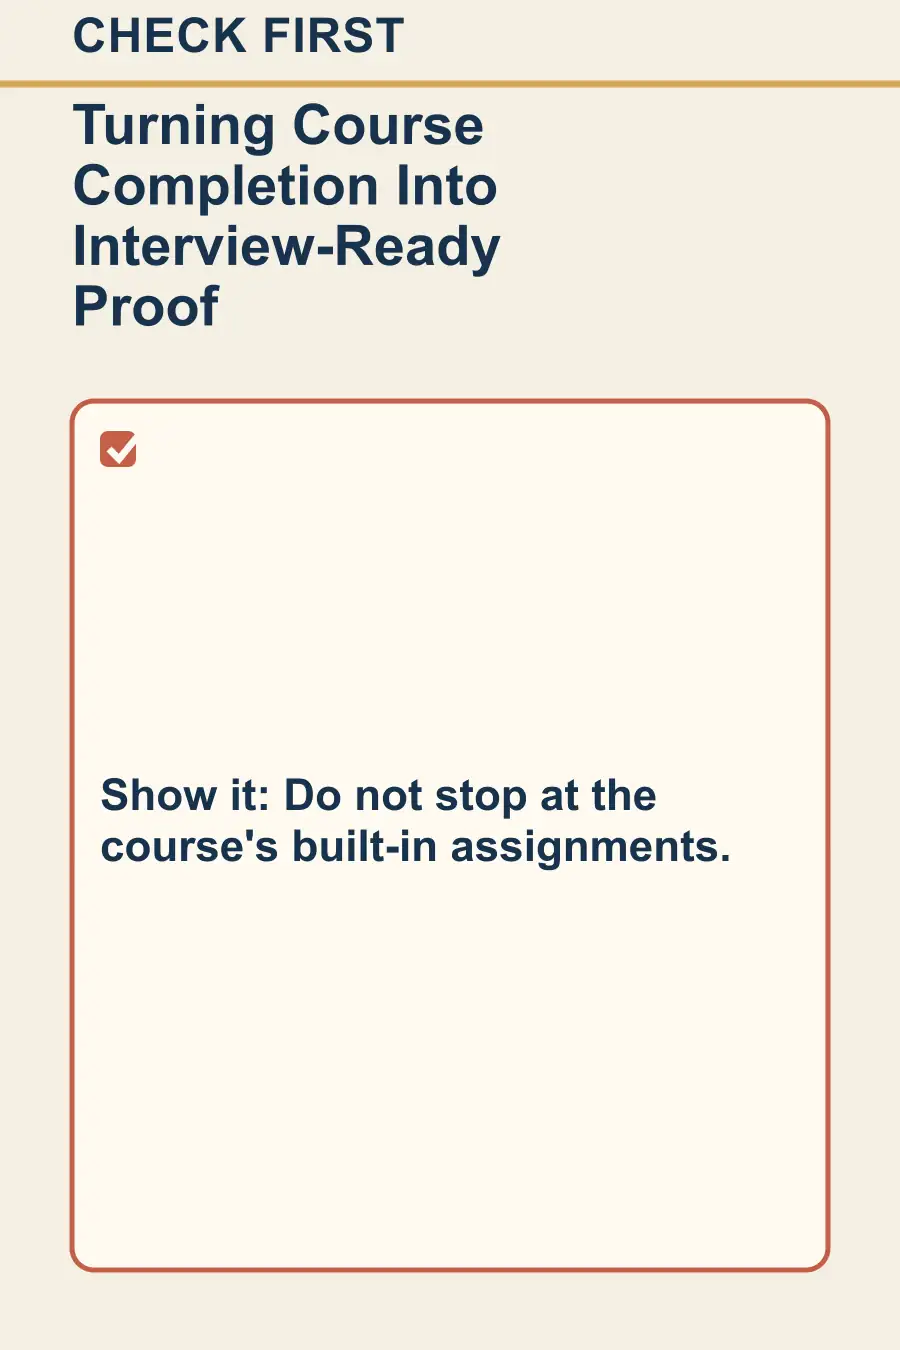 CHECK FIRST
Turning Course
Completion Into
Interview-Ready
Proof
Show it: Do not stop at the
course's built-in assignments.